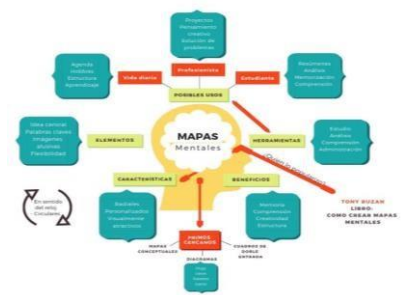 Proyectos
Pensamiento
creativo
Solución de
problemas
Agenda
Análisis
Estructura
Aprendizaje
Vida diaria
Profesionista
Estudiante
Resúmenes
Análisis
Memorización
Comprensión
POSIBLES USOS
Idea central
Palabras claves
Imágenes
Flexibilidad
ELEMENTOS
MAPAS
Mentales
HERRAMIENTAS
Estudio
Análisis
Comprensión
Administración
CARACTERÍSTICAS
BENEFICIOS
En sentido
del reloj
Circulares
Radiales
Personalizados
Visualmente
atractivos
Memoria
Comprensión
Creatividad
Estructura
TONY BUZAN
LIBRO:
COMO CREAR MAPAS
MENTALES
PRIMOS
CERCANOS
MAPAS
CONCEPTUALES
CUADROS DE
DOBLE
ENTRADA
DIAGRAMAS